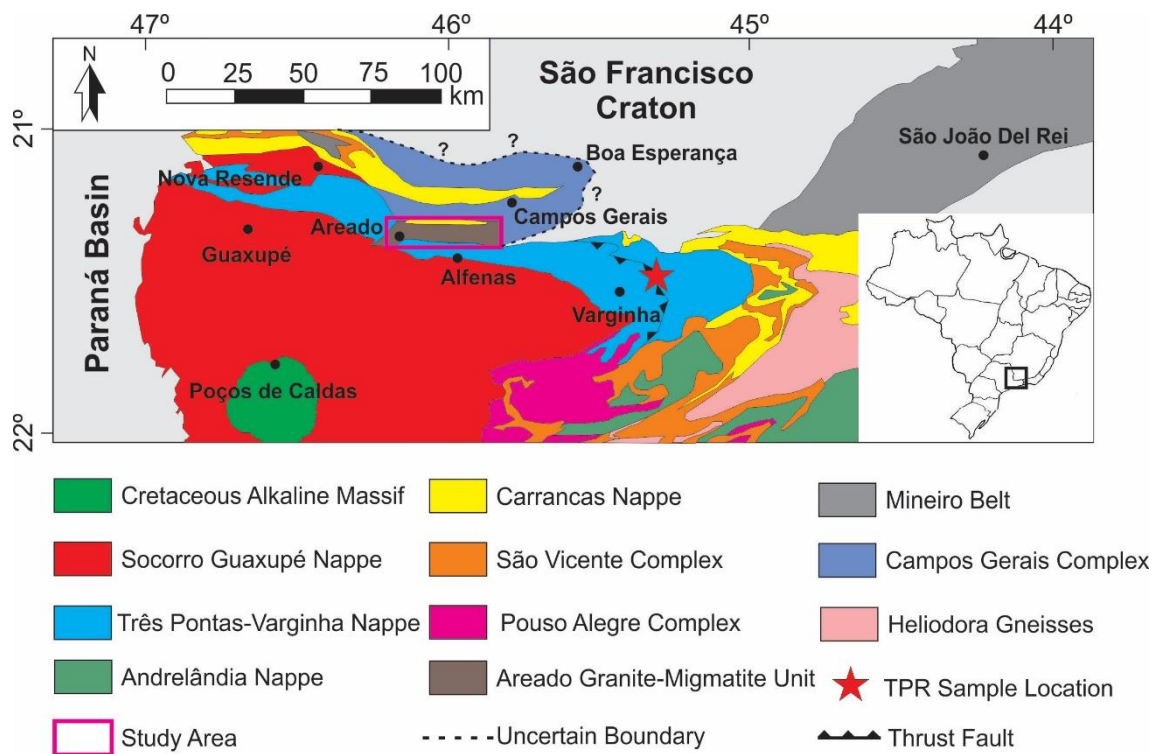 47º 46º 45º 44º
N
0 25 50 75 100
km
São Francisco
Craton
21º
?
?
?
São João Del Rei
Boa Esperança
Nova Resende
Campos Gerais
Areado
Guaxupé
Alfenas
Varginha
Paraná Basin
Poços de Caldas
22º
Cretaceous Alkaline Massif
Carrancas Nappe
Mineiro Belt
Socorro Guaxupé Nappe
São Vicente Complex
Campos Gerais Complex
Três Pontas-Varginha Nappe
Pouso Alegre Complex
Heliodora Gneisses
Andrelândia Nappe
Areado Granite-Migmatite Unit
TPR Sample Location
Study Area
Uncertain Boundary
Thrust Fault